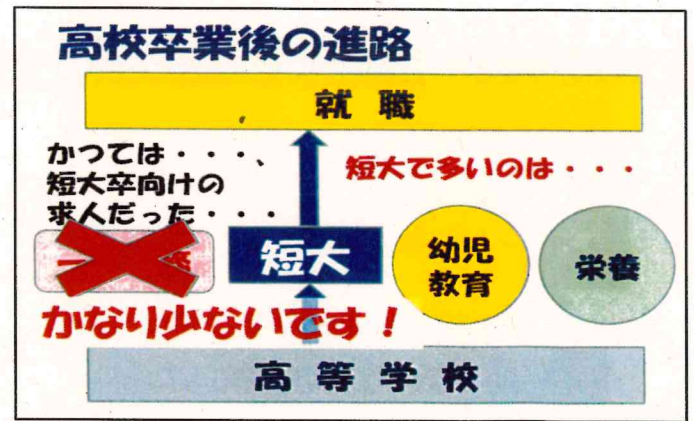 高校卒業後の進路
就職
かつては・・・、
短大卒向けの
求人だった・・・
短大で多いのは・・・
短大
幼児
教育
栄養
かなり少ないです！
高等学校